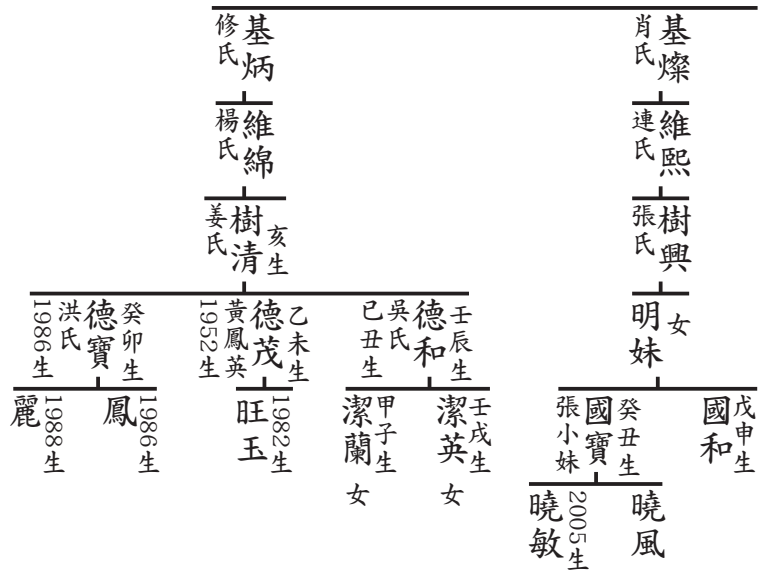 基燦
肖氏
基炳
修氏
維熙
連氏
維綿
楊氏
樹興
張氏
亥生
樹清
姜氏
女
明妹
壬辰生
德和
吳氏
己丑生
乙未生
德茂
黃鳳英
1952生
癸卯生
德寶
洪氏
1986生
戊申生
國和
癸丑生
國寶
張小妹
壬戌生
潔英 女
甲子生
潔蘭 女
1982生
旺玉
1986生
鳳
1988生
麗
曉風
2005生
曉敏